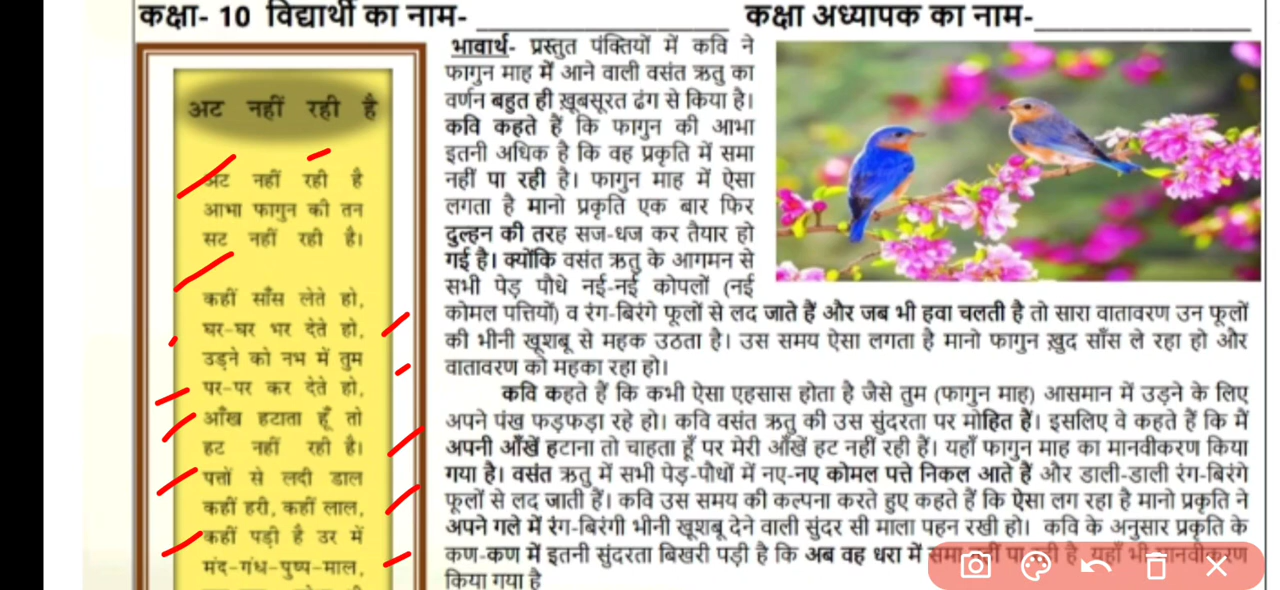 कक्षा- 10 विद्यार्थी का नाम- ____________ कक्षा अध्यापक का नाम- ____________
अट नहीं रही है
अट नहीं रही है
आभा फागुन की तन
सट नहीं रही है।
कहीं साँस लेते हो,
घर-घर भर देते हो,
उड़ने को नभ में तुम
पर-पर कर देते हो,
आँख हटाता हूँ तो
हट नहीं रही है।
पत्तों से लदी डाल
कहीं हरी, कहीं लाल,
कहीं पड़ी है उर में
मंद-गंध-पुष्प-माल,
भावार्थ- प्रस्तुत पंक्तियों में कवि ने
फागुन माह में आने वाली वसंत ऋतु का
वर्णन बहुत ही ख़ूबसूरत ढंग से किया है।
कवि कहते हैं कि फागुन की आभा
इतनी अधिक है कि वह प्रकृति में समा
नहीं पा रही है। फागुन माह में ऐसा
लगता है मानो प्रकृति एक बार फिर
दुल्हन की तरह सज-धज कर तैयार हो
गई है। क्योंकि वसंत ऋतु के आगमन से
सभी पेड़ पौधे नई-नई कोपलों (नई
कोमल पत्तियों) व रंग-बिरंगे फूलों से लद जाते हैं और जब भी हवा चलती है तो सारा वातावरण उन फूलों
की भीनी खूशबू से महक उठता है। उस समय ऐसा लगता है मानो फागुन ख़ुद साँस ले रहा हो और
वातावरण को महका रहा हो।
कवि कहते हैं कि कभी ऐसा एहसास होता है जैसे तुम (फागुन माह) आसमान में उड़ने के लिए
अपने पंख फड़फड़ा रहे हो। कवि वसंत ऋतु की उस सुंदरता पर मोहित हैं। इसलिए वे कहते हैं कि मैं
अपनी आँखें हटाना तो चाहता हूँ पर मेरी आँखें हट नहीं रही हैं। यहाँ फागुन माह का मानवीकरण किया
गया है। वसंत ऋतु में सभी पेड़-पौधों में नए-नए कोमल पत्ते निकल आते हैं और डाली-डाली रंग-बिरंगे
फूलों से लद जाती हैं। कवि उस समय की कल्पना करते हुए कहते हैं कि ऐसा लग रहा है मानो प्रकृति ने
अपने गले में रंग-बिरंगी भीनी खूशबू देने वाली सुंदर सी माला पहन रखी हो। कवि के अनुसार प्रकृति के
कण-कण में इतनी सुंदरता बिखरी पड़ी है कि अब वह धरा में है, यहाँ भी मानवीकरण
किया गया है